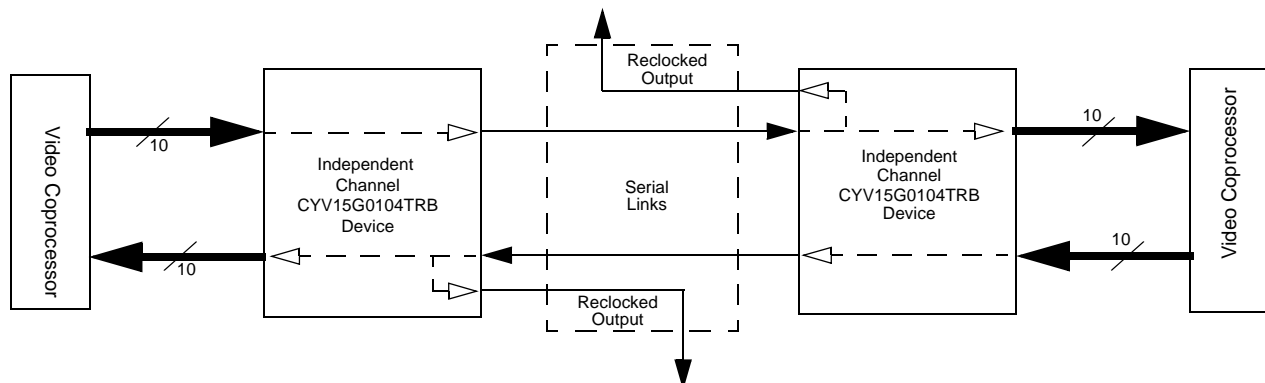 Video Coprocessor
10
10
Independent
Channel
CYV15G0104TRB
Device
Reclocked
Output
Serial
Links
Reclocked
Output
Independent
Channel
CYV15G0104TRB
Device
10
10
Video Coprocessor